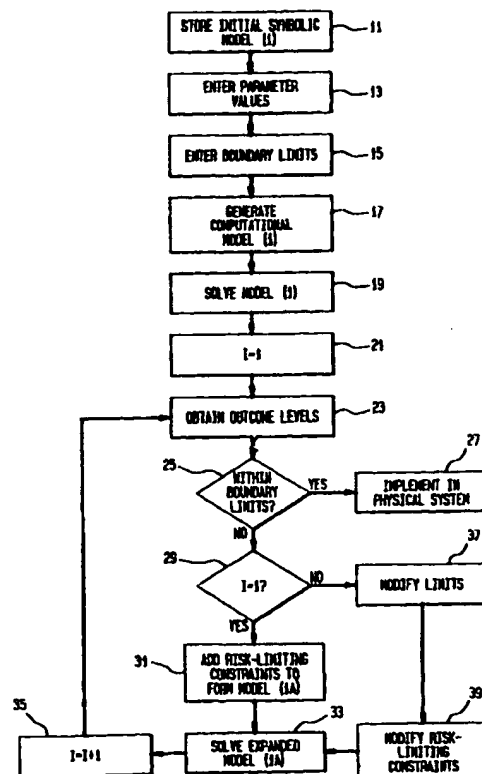 STORE INITIAL SYMBOLIC
MODEL (1)
11
ENTER PARAMETER
VALUES
13
ENTER BOUNDARY LIMITS
15
GENERATE
COMPUTATIONAL
MODEL (1)
17
SOLVE MODEL (1)
19
I=1
21
OBTAIN OUTCOME LEVELS
23
25
WITHIN
BOUNDARY
LIMITS?
YES
NO
27
IMPLEMENT IN
PHYSICAL SYSTEM
29
I=1?
NO
YES
37
MODIFY LIMITS
31
ADD RISK-LIMITING
CONSTRAINTS TO
FORM MODEL (1A)
35
I=I+1
33
SOLVE EXPANDED
MODEL (1A)
39
MODIFY RISK-
LIMITING
CONSTRAINTS